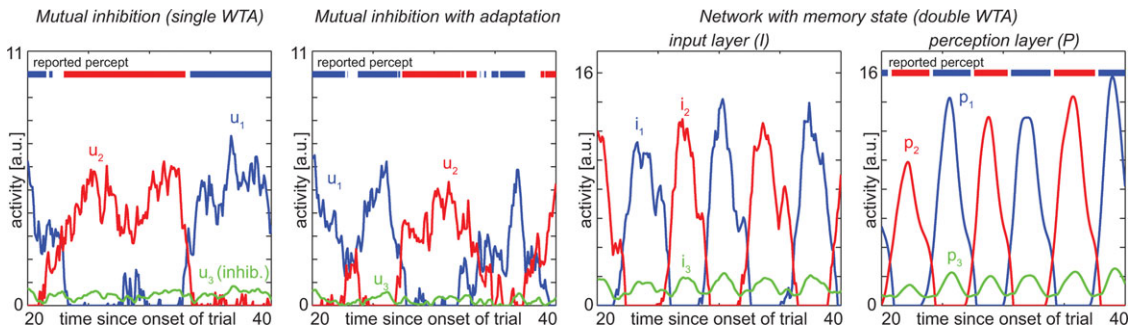 Mutual inhibition (single WTA)
Mutual inhibition with adaptation
Network with memory state (double WTA)
input layer (I)
perception layer (P)
11
reported percept
u1
u2
u3 (inhib.)
activity [a.u.]
0
20
time since onset of trial
40
11
reported percept
u1
u2
u3
activity [a.u.]
0
20
time since onset of trial
40
16
i1
i2
i3
activity [a.u.]
0
20
time since onset of trial
40
16
reported percept
p1
p2
p3
activity [a.u.]
0
20
time since onset of trial
40